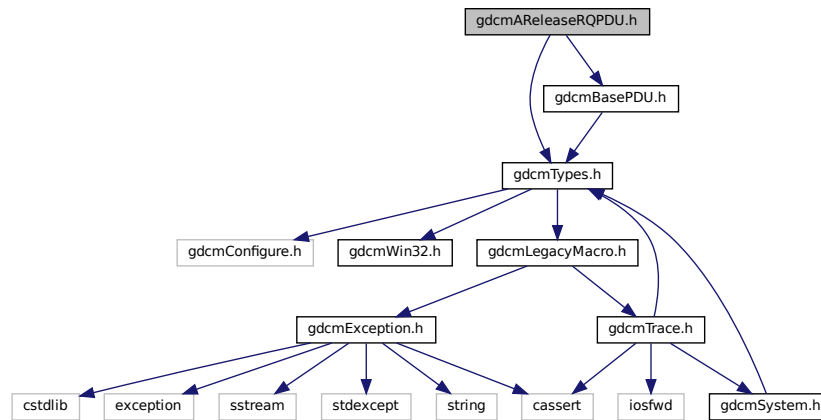 gdcmAReleaseRQPDU.h
gdcmBasePDU.h
gdcmTypes.h
gdcmConfigure.h
gdcmWin32.h
gdcmLegacyMacro.h
gdcmException.h
gdcmTrace.h
cstdlib
exception
sstream
stdexcept
string
cassert
iosfwd
gdcmSystem.h